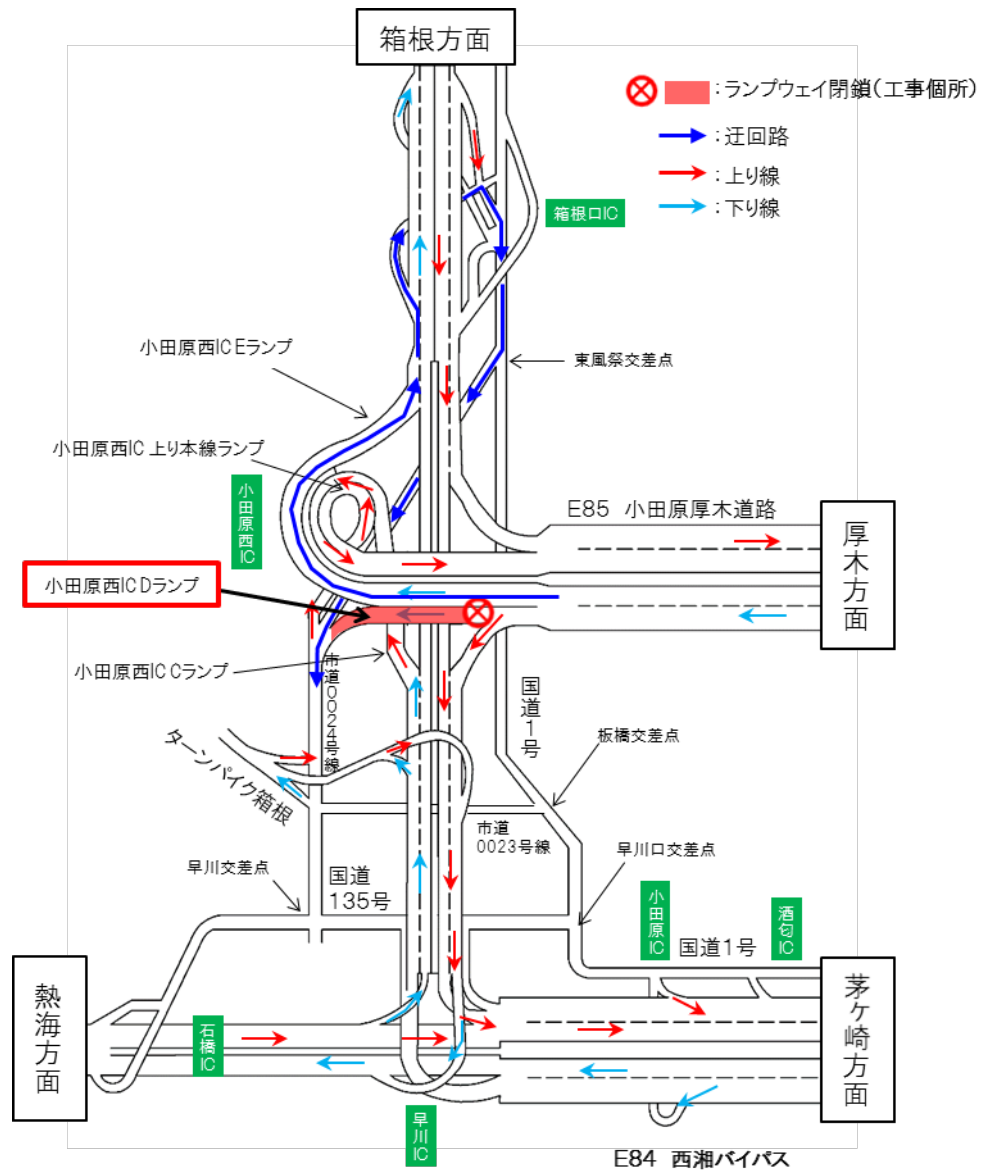 箱根方面
:ランプウェイ閉鎖(工事個所)
:迂回路
:上り線
:下り線
箱根口IC
小田原西IC Eランプ
東風祭交差点
小田原西IC 上り本線ランプ
小田原西IC
E85 小田原厚木道路
厚木方面
小田原西IC Dランプ
小田原西IC Cランプ
市道0024号線
国道1号
板橋交差点
ターンパイク箱根
市道
0023号線
早川交差点
国道
135号
早川口交差点
小田原IC
酒匂IC
国道1号
熱海方面
石橋IC
茅ヶ崎方面
早川IC
E84 西湘バイパス